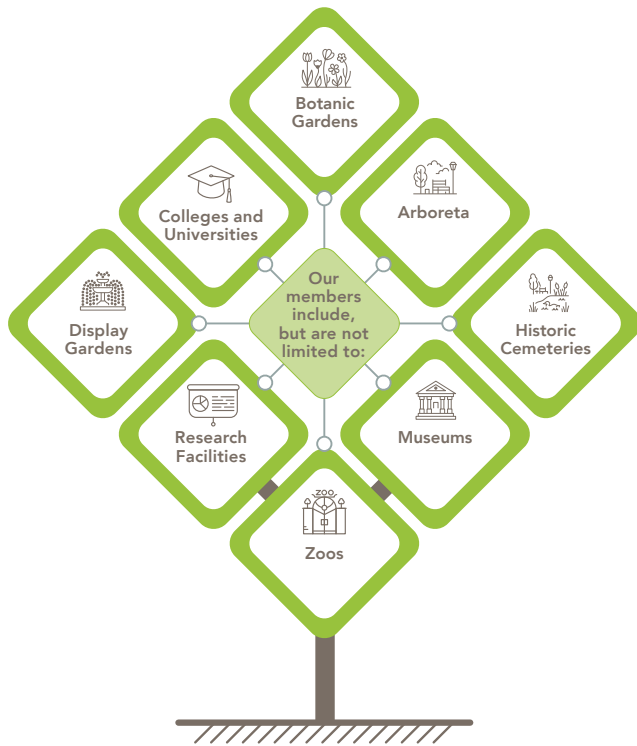 Botanic
Gardens
Colleges and
Universities
Arboreta
Our
members
include,
but are not
limited to:
Display
Gardens
Historic
Cemeteries
Research
Facilities
Museums
ZOO
Zoos